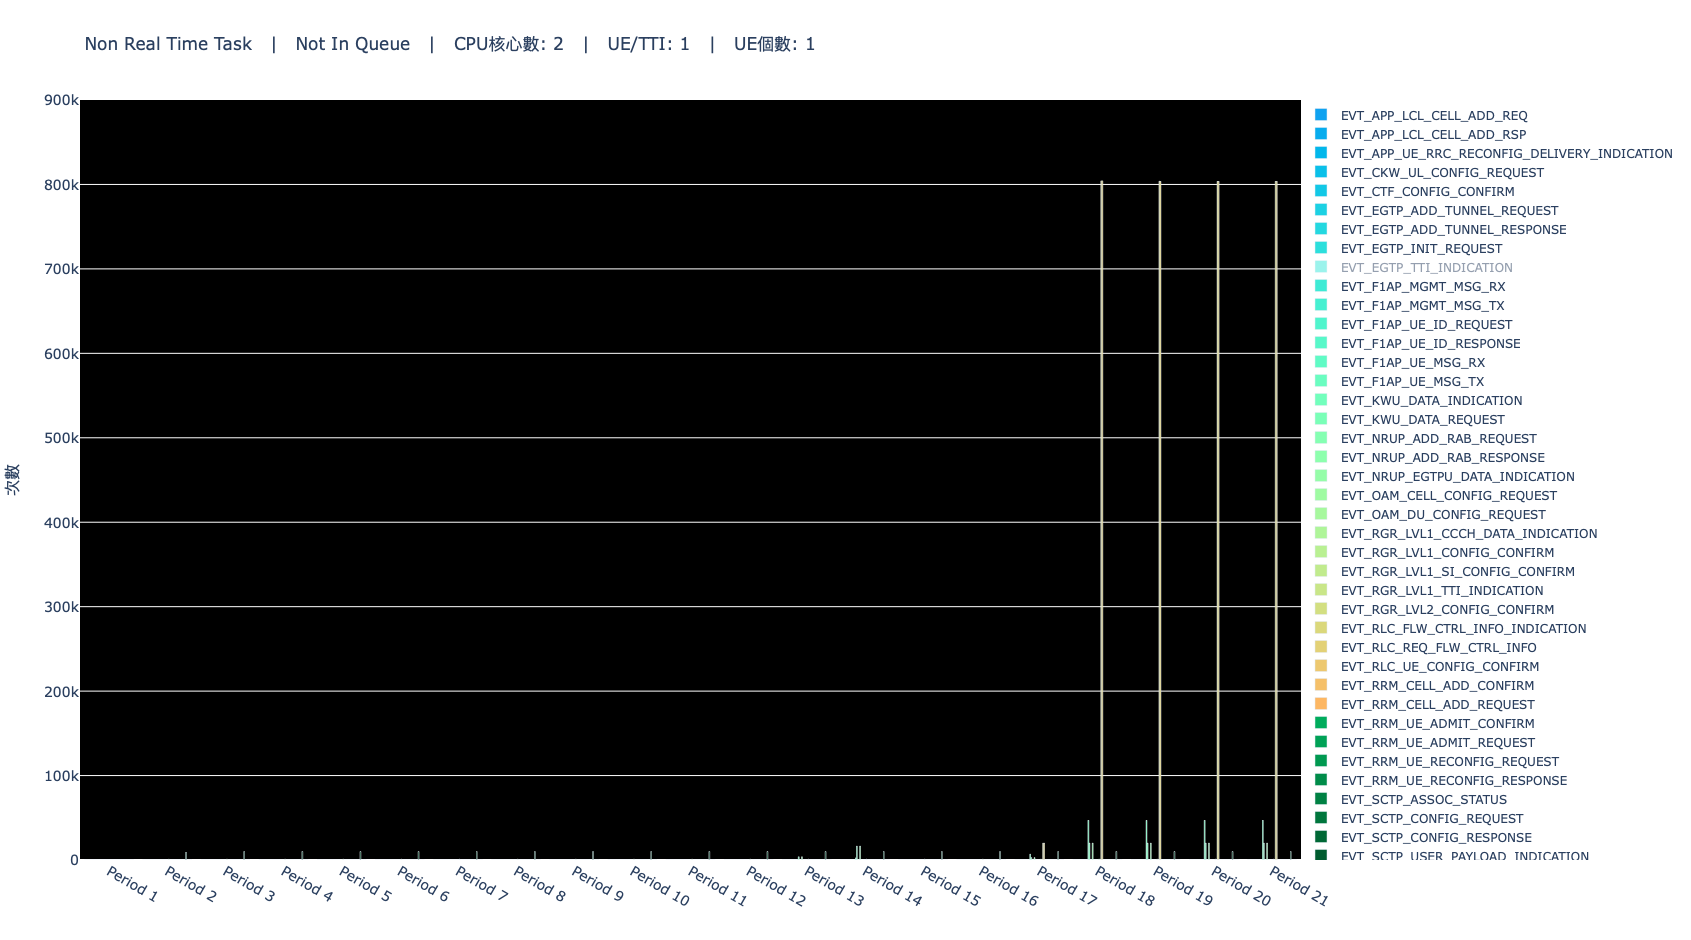 Non Real Time Task | Not In Queue | CPU核心數: 2 | UE/TTI: 1 | UE個數: 1
次數
900k
800k
700k
600k
500k
400k
300k
200k
100k
0
Period 1
Period 2
Period 3
Period 4
Period 5
Period 6
Period 7
Period 8
Period 9
Period 10
Period 11
Period 12
Period 13
Period 14
Period 15
Period 16
Period 17
Period 18
Period 19
Period 20
Period 21
EVT_APP_LCL_CELL_ADD_REQ
EVT_APP_LCL_CELL_ADD_RSP
EVT_APP_UE_RRC_RECONFIG_DELIVERY_INDICATION
EVT_CKW_UL_CONFIG_REQUEST
EVT_CTF_CONFIG_CONFIRM
EVT_EGTP_ADD_TUNNEL_REQUEST
EVT_EGTP_ADD_TUNNEL_RESPONSE
EVT_EGTP_INIT_REQUEST
EVT_EGTP_TTI_INDICATION
EVT_F1AP_MGMT_MSG_RX
EVT_F1AP_MGMT_MSG_TX
EVT_F1AP_UE_ID_REQUEST
EVT_F1AP_UE_ID_RESPONSE
EVT_F1AP_UE_MSG_RX
EVT_F1AP_UE_MSG_TX
EVT_KWU_DATA_INDICATION
EVT_KWU_DATA_REQUEST
EVT_NRUP_ADD_RAB_REQUEST
EVT_NRUP_ADD_RAB_RESPONSE
EVT_NRUP_EGTPU_DATA_INDICATION
EVT_OAM_CELL_CONFIG_REQUEST
EVT_OAM_DU_CONFIG_REQUEST
EVT_RGR_LVL1_CCCH_DATA_INDICATION
EVT_RGR_LVL1_CONFIG_CONFIRM
EVT_RGR_LVL1_SI_CONFIG_CONFIRM
EVT_RGR_LVL1_TTI_INDICATION
EVT_RGR_LVL2_CONFIG_CONFIRM
EVT_RLC_FLW_CTRL_INFO_INDICATION
EVT_RLC_REQ_FLW_CTRL_INFO
EVT_RLC_UE_CONFIG_CONFIRM
EVT_RRM_CELL_ADD_CONFIRM
EVT_RRM_CELL_ADD_REQUEST
EVT_RRM_UE_ADMIT_CONFIRM
EVT_RRM_UE_ADMIT_REQUEST
EVT_RRM_UE_RECONFIG_REQUEST
EVT_RRM_UE_RECONFIG_RESPONSE
EVT_SCTP_ASSOC_STATUS
EVT_SCTP_CONFIG_REQUEST
EVT_SCTP_CONFIG_RESPONSE
EVT_SCTP_USER_PAYLOAD_INDICATION